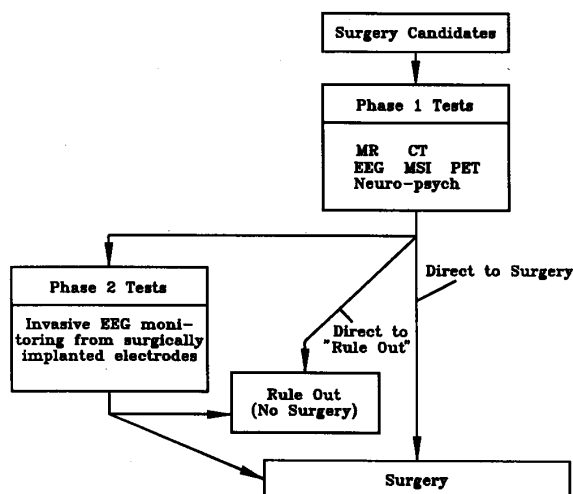 Surgery Candidates
Phase 1 Tests
MR CT
EEG MSI PET
Neuro-psych
Direct to Surgery
Phase 2 Tests
Invasive EEG moni-
toring from surgically
implanted electrodes
Direct to
"Rule Out"
Rule Out
(No Surgery)
Surgery